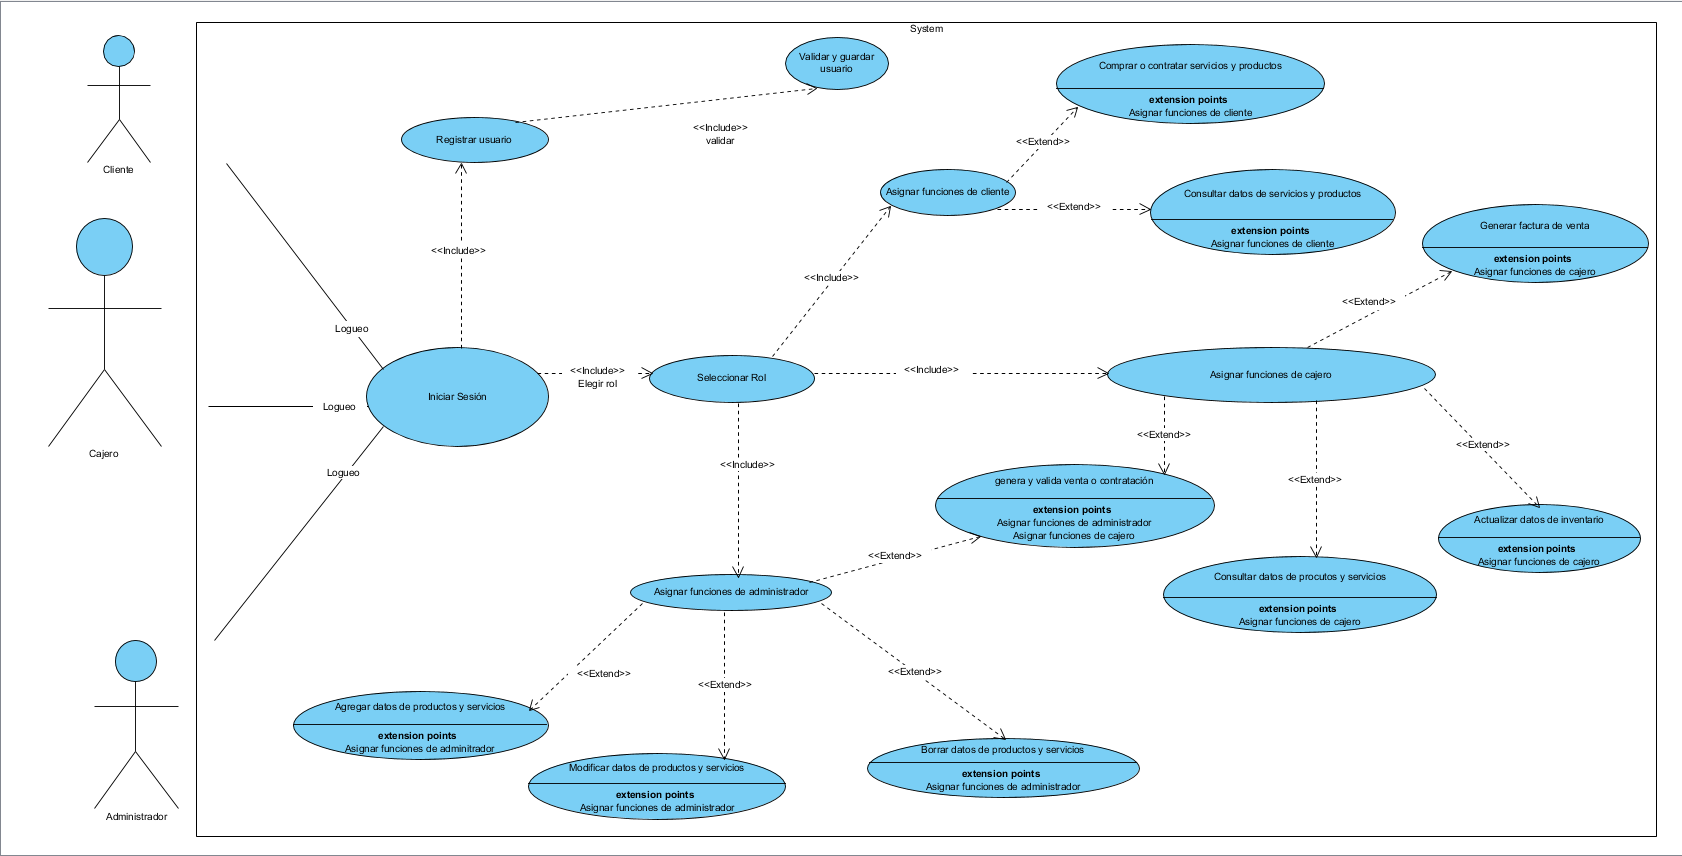 System
Validar y guardar
usuario
Comprar o contratar servicios y productos
extension points
Asignar funciones de cliente
<<Include>>
validar
Registrar usuario
<<Extend>>
Cliente
Asignar funciones de cliente
Consultar datos de servicios y productos
<<Extend>>
extension points
Asignar funciones de cliente
Generar factura de venta
extension points
Asignar funciones de cajero
<<Include>>
<<Include>>
<<Extend>>
Logueo
<<Include>>
Elegir rol
Seleccionar Rol
<<Include>>
Asignar funciones de cajero
Iniciar Sesión
Logueo
Cajero
Logueo
<<Include>>
<<Extend>>
<<Extend>>
<<Extend>>
genera y valida venta o contratación
extension points
Asignar funciones de administrador
Asignar funciones de cajero
Actualizar datos de inventario
extension points
Asignar funciones de cajero
<<Extend>>
Consultar datos de procutos y servicios
extension points
Asignar funciones de cajero
Asignar funciones de administrador
<<Extend>>
<<Extend>>
<<Extend>>
Agregar datos de productos y servicios
extension points
Asignar funciones de adminitrador
Modificar datos de productos y servicios
extension points
Asignar funciones de administrador
Borrar datos de productos y servicios
extension points
Asignar funciones de administrador
Administrador